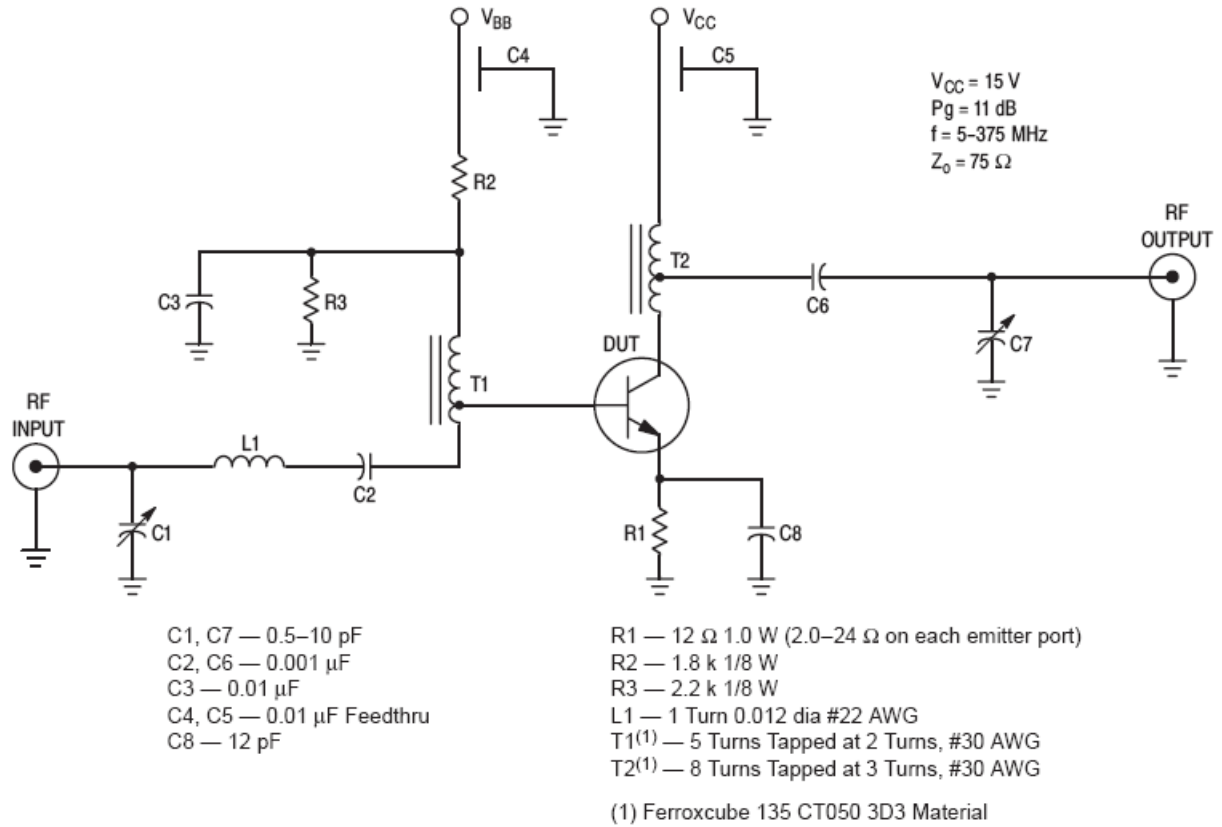 V_BB
C4
V_CC
C5
V_CC = 15 V
Pg = 11 dB
f = 5–375 MHz
Z_o = 75 Ω
R2
C3
R3
T1
T2
C6
RF
OUTPUT
C7
DUT
RF
INPUT
L1
C2
C1
R1
C8
C1, C7 — 0.5–10 pF
C2, C6 — 0.001 μF
C3 — 0.01 μF
C4, C5 — 0.01 μF Feedthru
C8 — 12 pF
R1 — 12 Ω 1.0 W (2.0–24 Ω on each emitter port)
R2 — 1.8 k 1/8 W
R3 — 2.2 k 1/8 W
L1 — 1 Turn 0.012 dia #22 AWG
T1(1) — 5 Turns Tapped at 2 Turns, #30 AWG
T2(1) — 8 Turns Tapped at 3 Turns, #30 AWG
(1) Ferroxcube 135 CT050 3D3 Material